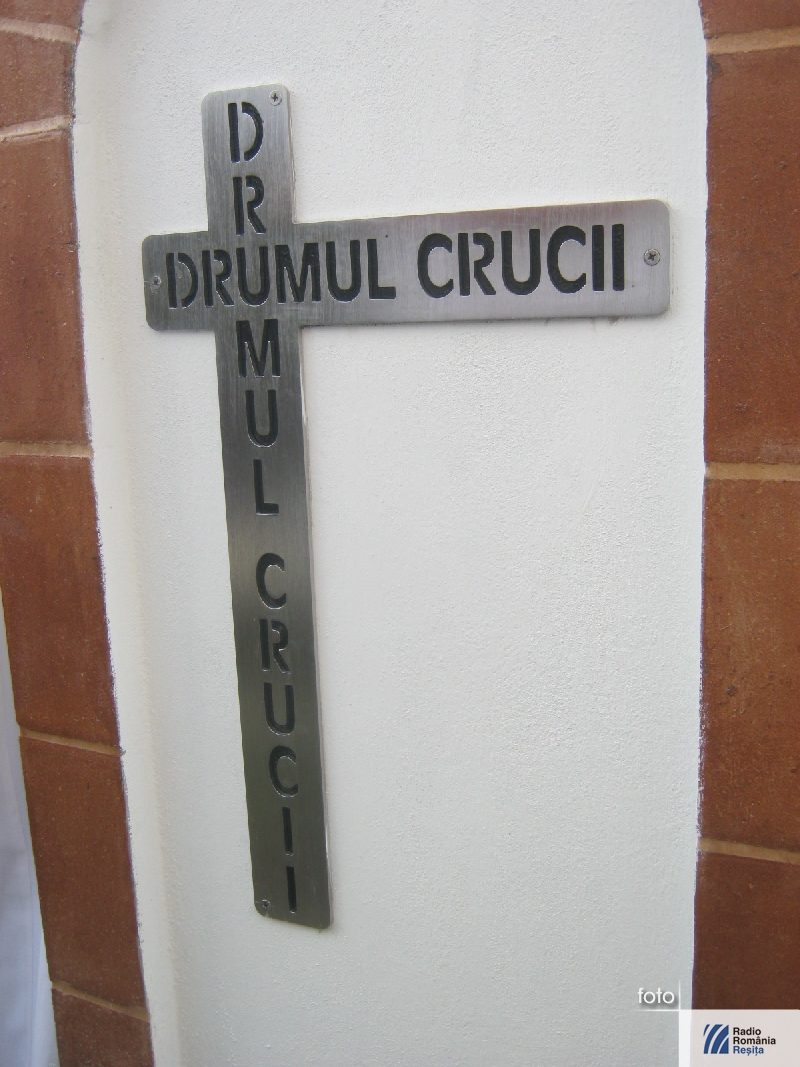 DRUMUL CRUCII
DRUMUL CRUCII
foto
Radio
România
Reșița